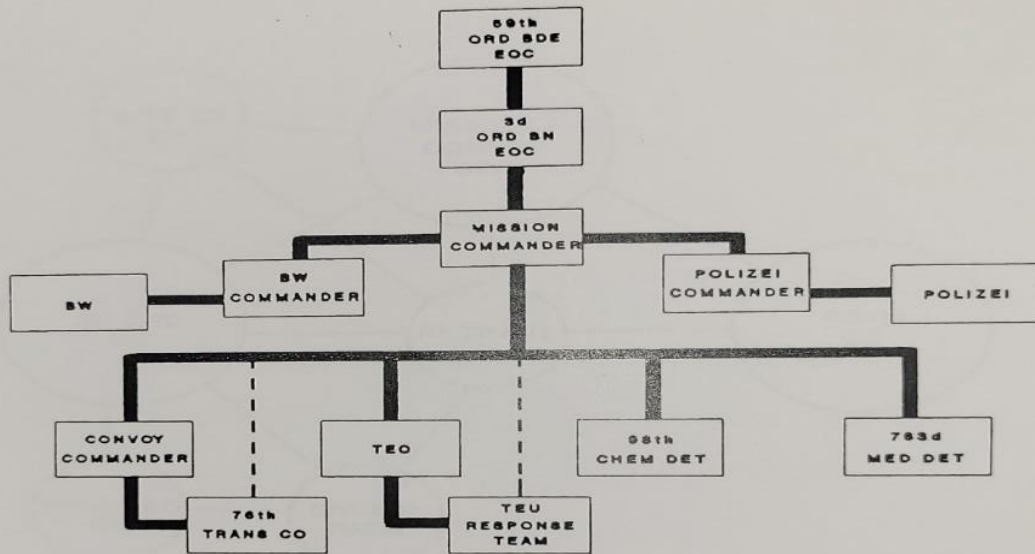 59th
ORD BDE
EOC
3d
ORD BN
EOC
MISSION
COMMANDER
BW
BW
COMMANDER
POLIZEI
COMMANDER
POLIZEI
CONVOY
COMMANDER
TEO
98th
CHEM DET
763d
MED DET
76th
TRANS CO
TEU
RESPONSE
TEAM